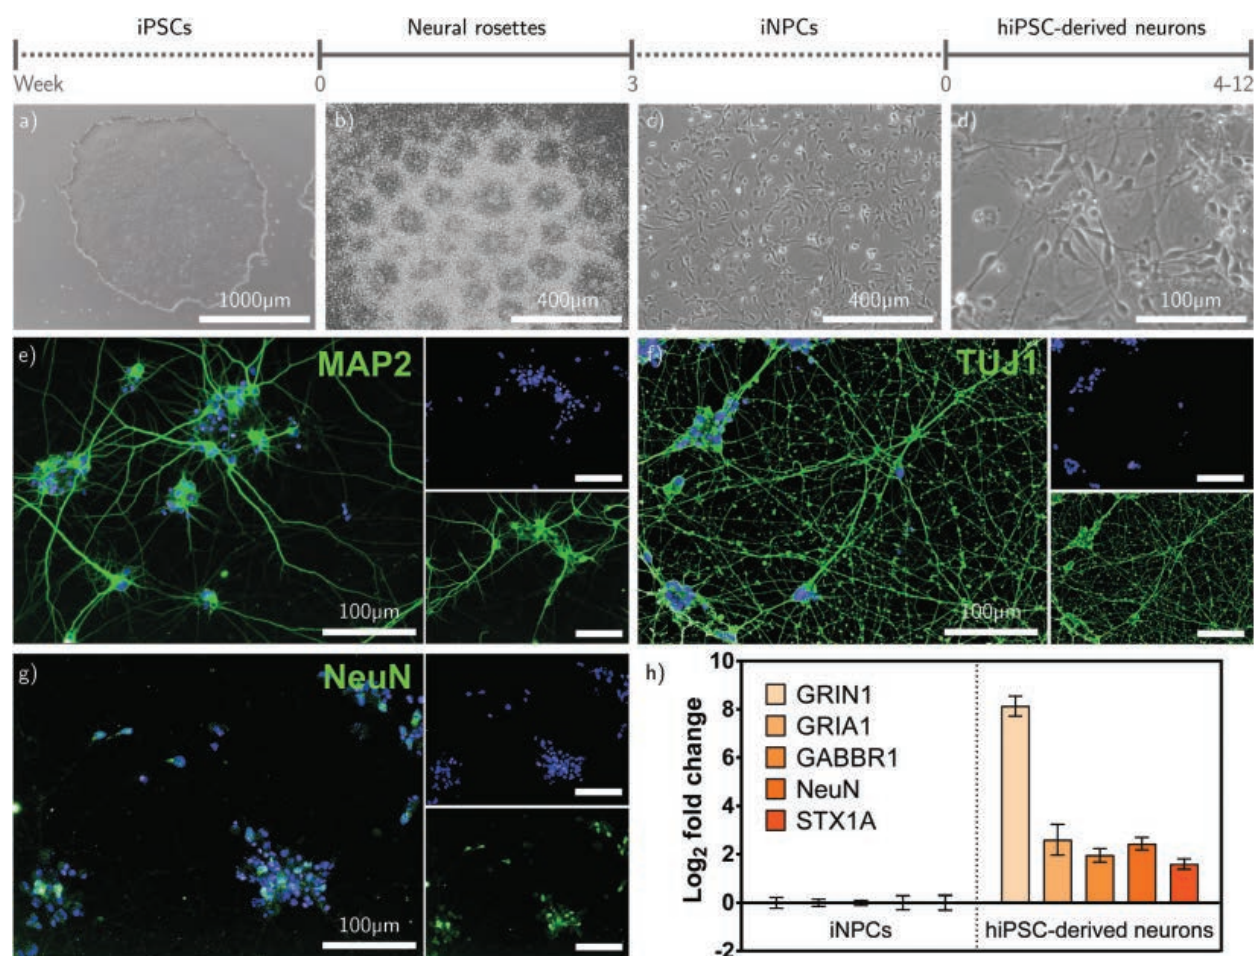 iPSCs Neural rosettes iNPCs hiPSC-derived neurons
Week 0 3 0 4-12
a) b) c) d)
1000µm 400µm 400µm 100µm
e) MAP2 f) TUJ1
100µm 100µm
g) NeuN
100µm
h)
10
8
6
4
2
0
-2
Log2 fold change
GRIN1
GRIA1
GABBR1
NeuN
STX1A
iNPCs hiPSC-derived neurons